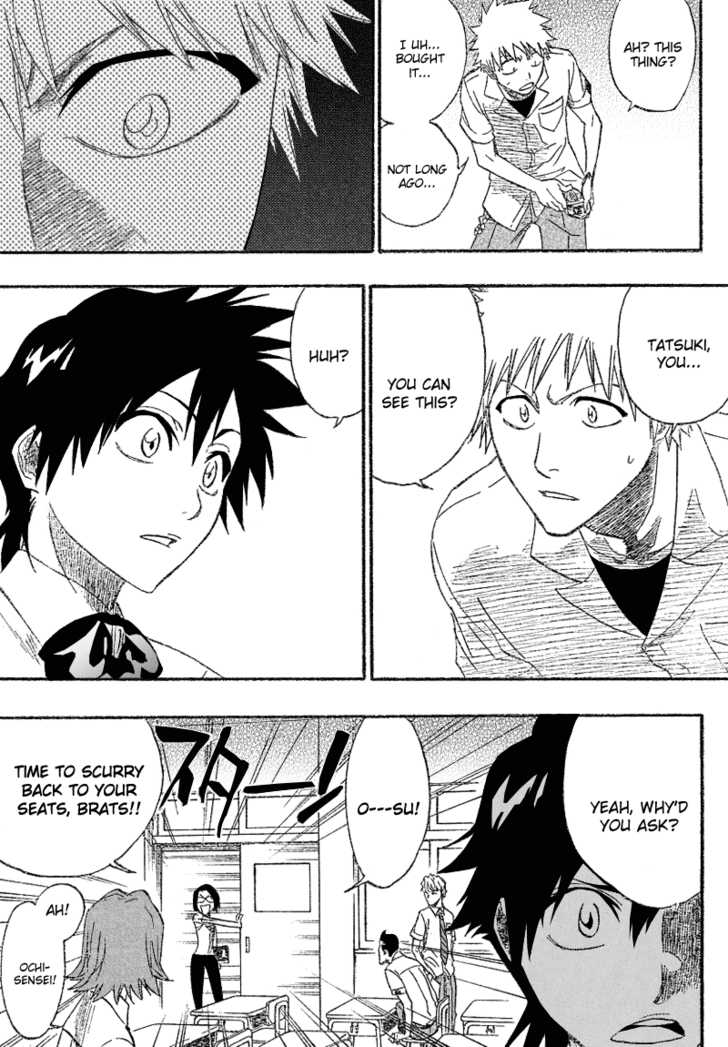 AH? THIS
THING?
I UH...
BOUGHT
IT...
NOT LONG
AGO...
TATSUKI,
YOU...
YOU CAN
SEE THIS?
HUH?
YEAH, WHY'D
YOU ASK?
O---SU!
スターン!
TIME TO SCURRY
BACK TO YOUR
SEATS, BRATS!!
AH!
OCHI-
SENSEI!